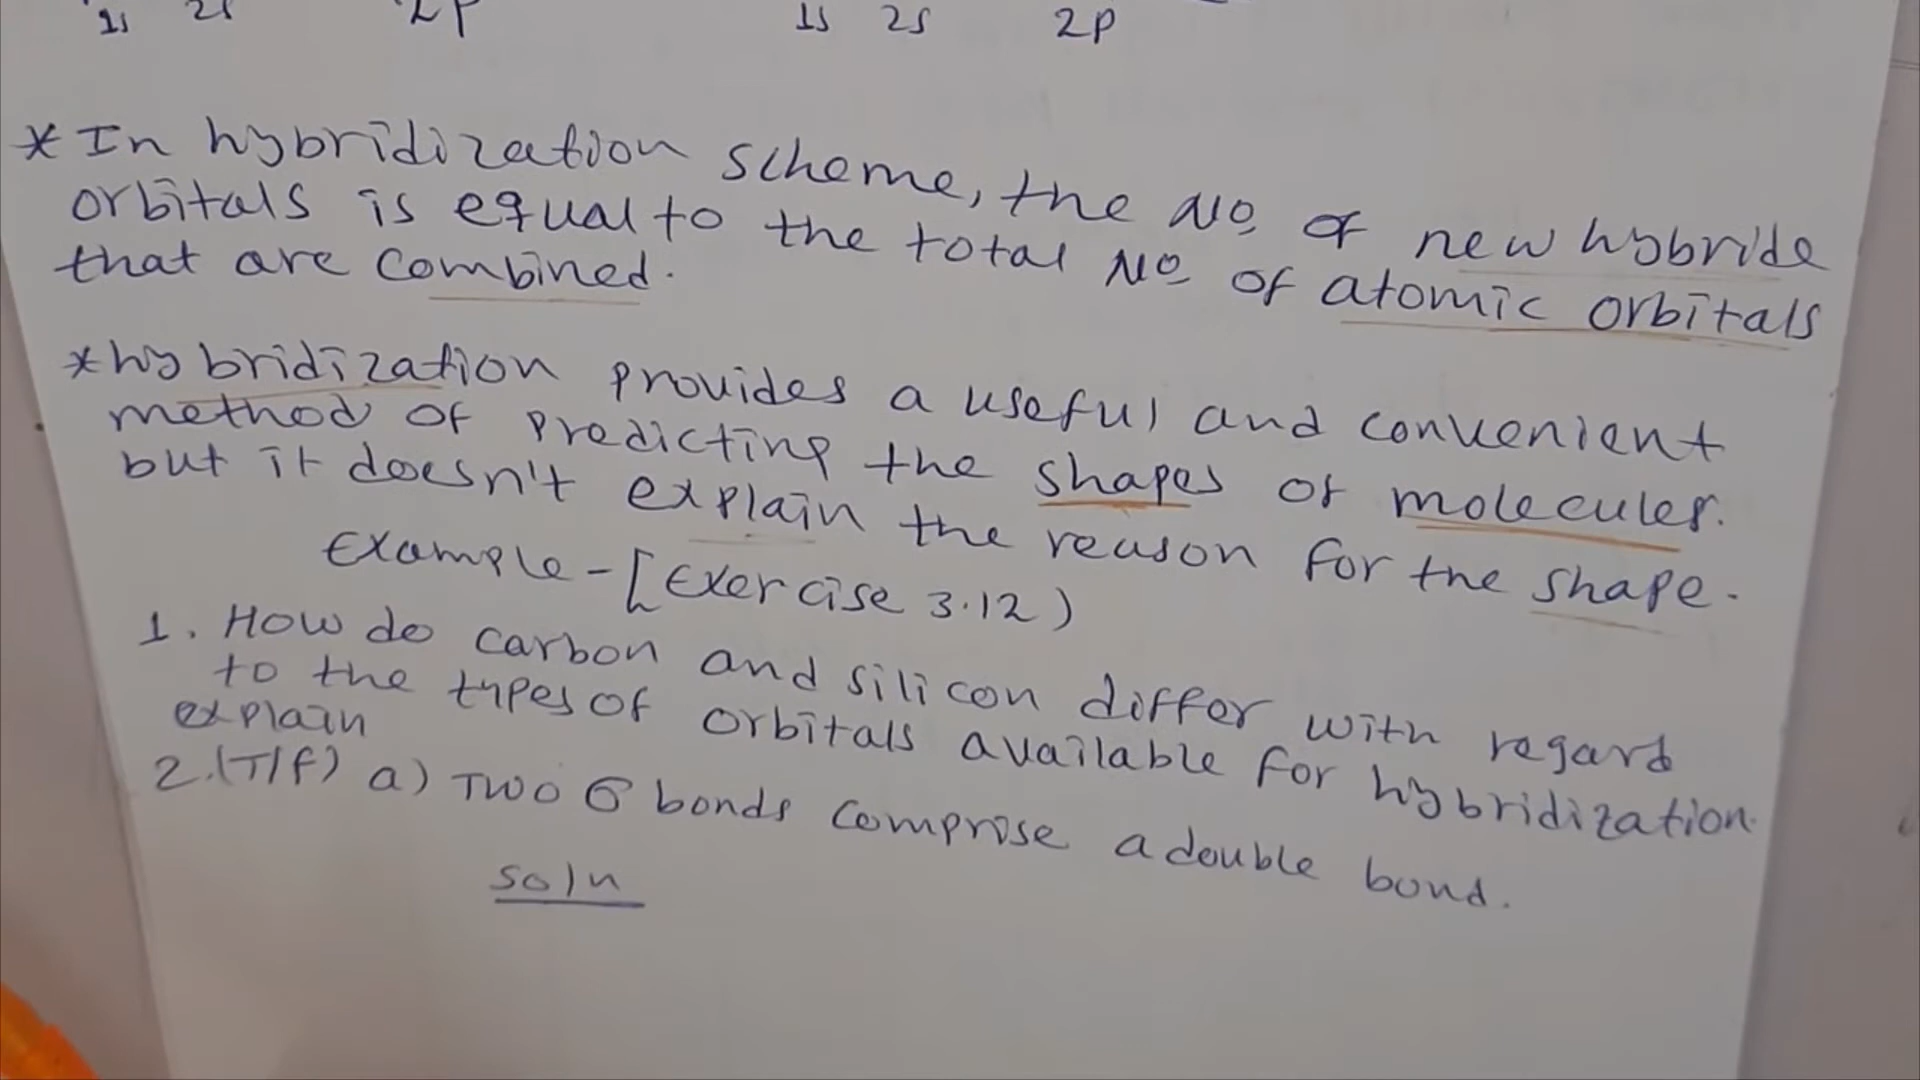 1s 2s 2p 1s 2s 2p
* In hybridization scheme, the No. of new hybride
orbitals is equal to the total No of atomic orbitals
that are combined.
* hybridization provides a useful and convenient
method of predicting the shapes of molecules.
but it doesn't explain the reason for the shape.
Example - [Exercise 3.12)
1. How do carbon and silicon differ with regard
to the types of orbitals available for hybridization
explain
2. (T/f) a) Two σ bonds comprise a double bond.
soln